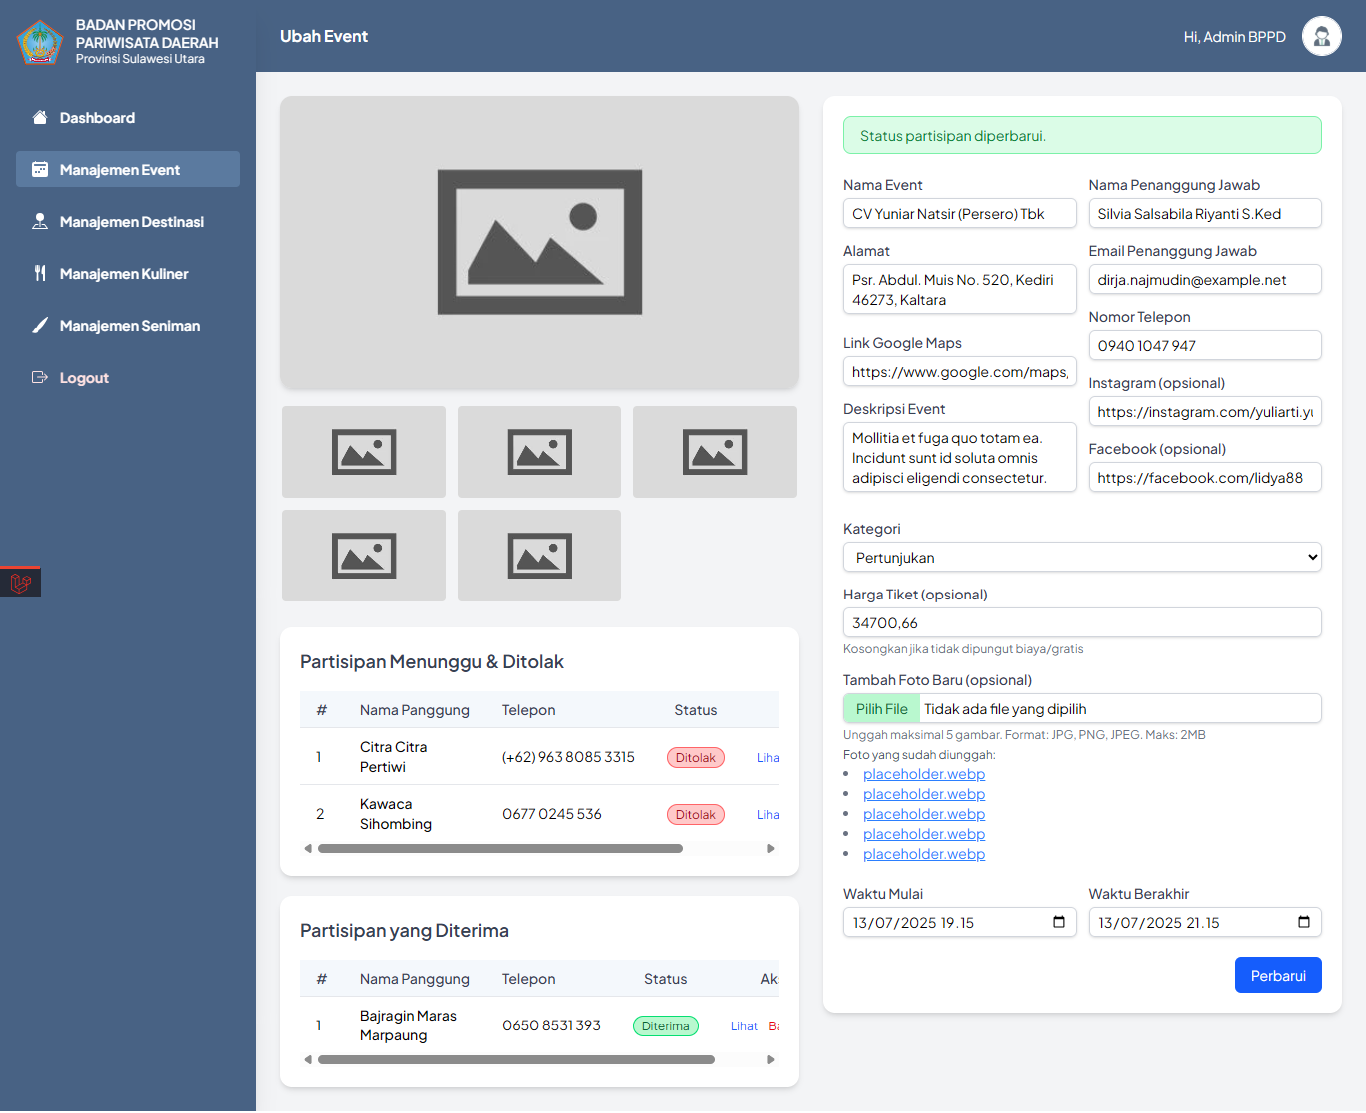 BADAN PROMOSI
PARIWISATA DAERAH
Provinsi Sulawesi Utara
Dashboard
Manajemen Event
Manajemen Destinasi
Manajemen Kuliner
Manajemen Seniman
Logout
Ubah Event
Hi, Admin BPPD
Partisipan Menunggu & Ditolak
# Nama Panggung Telepon Status
1 Citra Citra Pertiwi (+62) 963 8085 3315 Ditolak Liha
2 Kawaca Sihombing 0677 0245 536 Ditolak Liha
Partisipan yang Diterima
# Nama Panggung Telepon Status Aks
1 Bajragin Maras Marpaung 0650 8531 393 Diterima Lihat Ba
Status partisipan diperbarui.
Nama Event
CV Yuniar Natsir (Persero) Tbk
Alamat
Psr. Abdul. Muis No. 520, Kediri
46273, Kaltara
Link Google Maps
https://www.google.com/maps,
Deskripsi Event
Mollitia et fuga quo totam ea.
Incidunt sunt id soluta omnis
adipisci eligendi consectetur.
Nama Penanggung Jawab
Silvia Salsabila Riyanti S.Ked
Email Penanggung Jawab
dirja.najmudin@example.net
Nomor Telepon
0940 1047 947
Instagram (opsional)
https://instagram.com/yuliarti.yu
Facebook (opsional)
https://facebook.com/lidya88
Kategori
Pertunjukan
Harga Tiket (opsional)
34700,66
Kosongkan jika tidak dipungut biaya/gratis
Tambah Foto Baru (opsional)
Pilih File Tidak ada file yang dipilih
Unggah maksimal 5 gambar. Format: JPG, PNG, JPEG. Maks: 2MB
Foto yang sudah diunggah:
• placeholder.webp
• placeholder.webp
• placeholder.webp
• placeholder.webp
• placeholder.webp
Waktu Mulai
13/07/2025 19.15
Waktu Berakhir
13/07/2025 21.15
Perbarui